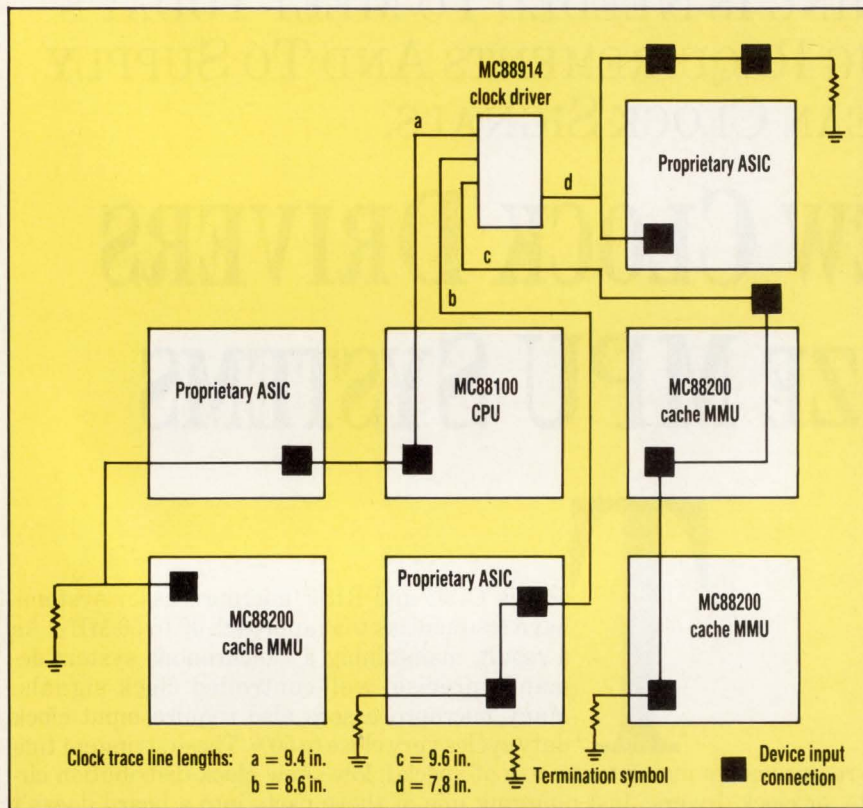 MC88914
clock driver
a
d
c
b
Proprietary ASIC
Proprietary ASIC
MC88100
CPU
MC88200
cache MMU
MC88200
cache MMU
Proprietary ASIC
MC88200
cache MMU
Clock trace line lengths: a = 9.4 in. c = 9.6 in.
b = 8.6 in. d = 7.8 in.
Termination symbol
Device input
connection